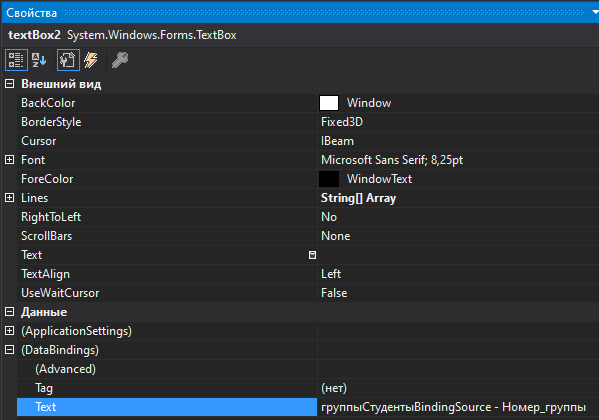 Свойства
textBox2 System.Windows.Forms.TextBox
Внешний вид
BackColor Window
BorderStyle Fixed3D
Cursor IBeam
Font Microsoft Sans Serif; 8,25pt
ForeColor WindowText
Lines String[] Array
RightToLeft No
ScrollBars None
Text
TextAlign Left
UseWaitCursor False
Данные
(ApplicationSettings)
(DataBindings)
(Advanced)
Tag (нет)
Text группыСтудентыBindingSource - Номер_группы